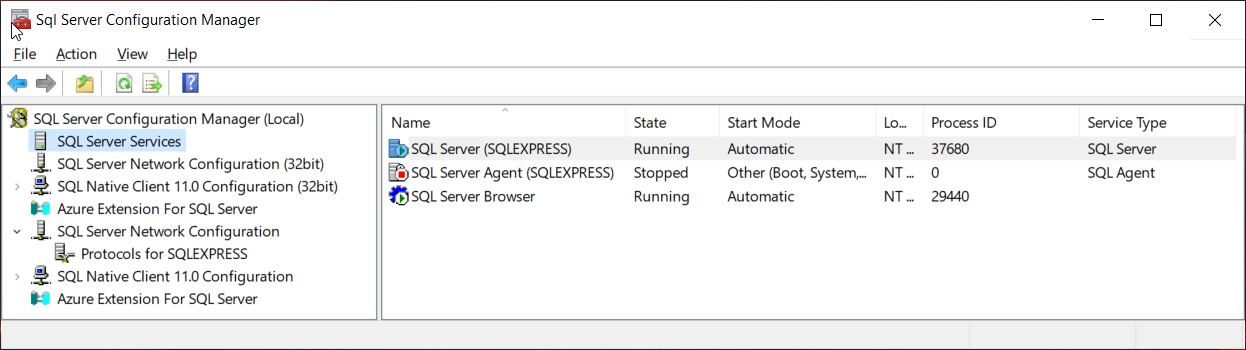 Sql Server Configuration Manager
File Action View Help
SQL Server Configuration Manager (Local)
SQL Server Services
SQL Server Network Configuration (32bit)
SQL Native Client 11.0 Configuration (32bit)
Azure Extension For SQL Server
SQL Server Network Configuration
Protocols for SQLEXPRESS
SQL Native Client 11.0 Configuration
Azure Extension For SQL Server
Name State Start Mode Lo... Process ID Service Type
SQL Server (SQLEXPRESS) Running Automatic NT ... 37680 SQL Server
SQL Server Agent (SQLEXPRESS) Stopped Other (Boot, System,... NT ... 0 SQL Agent
SQL Server Browser Running Automatic NT ... 29440